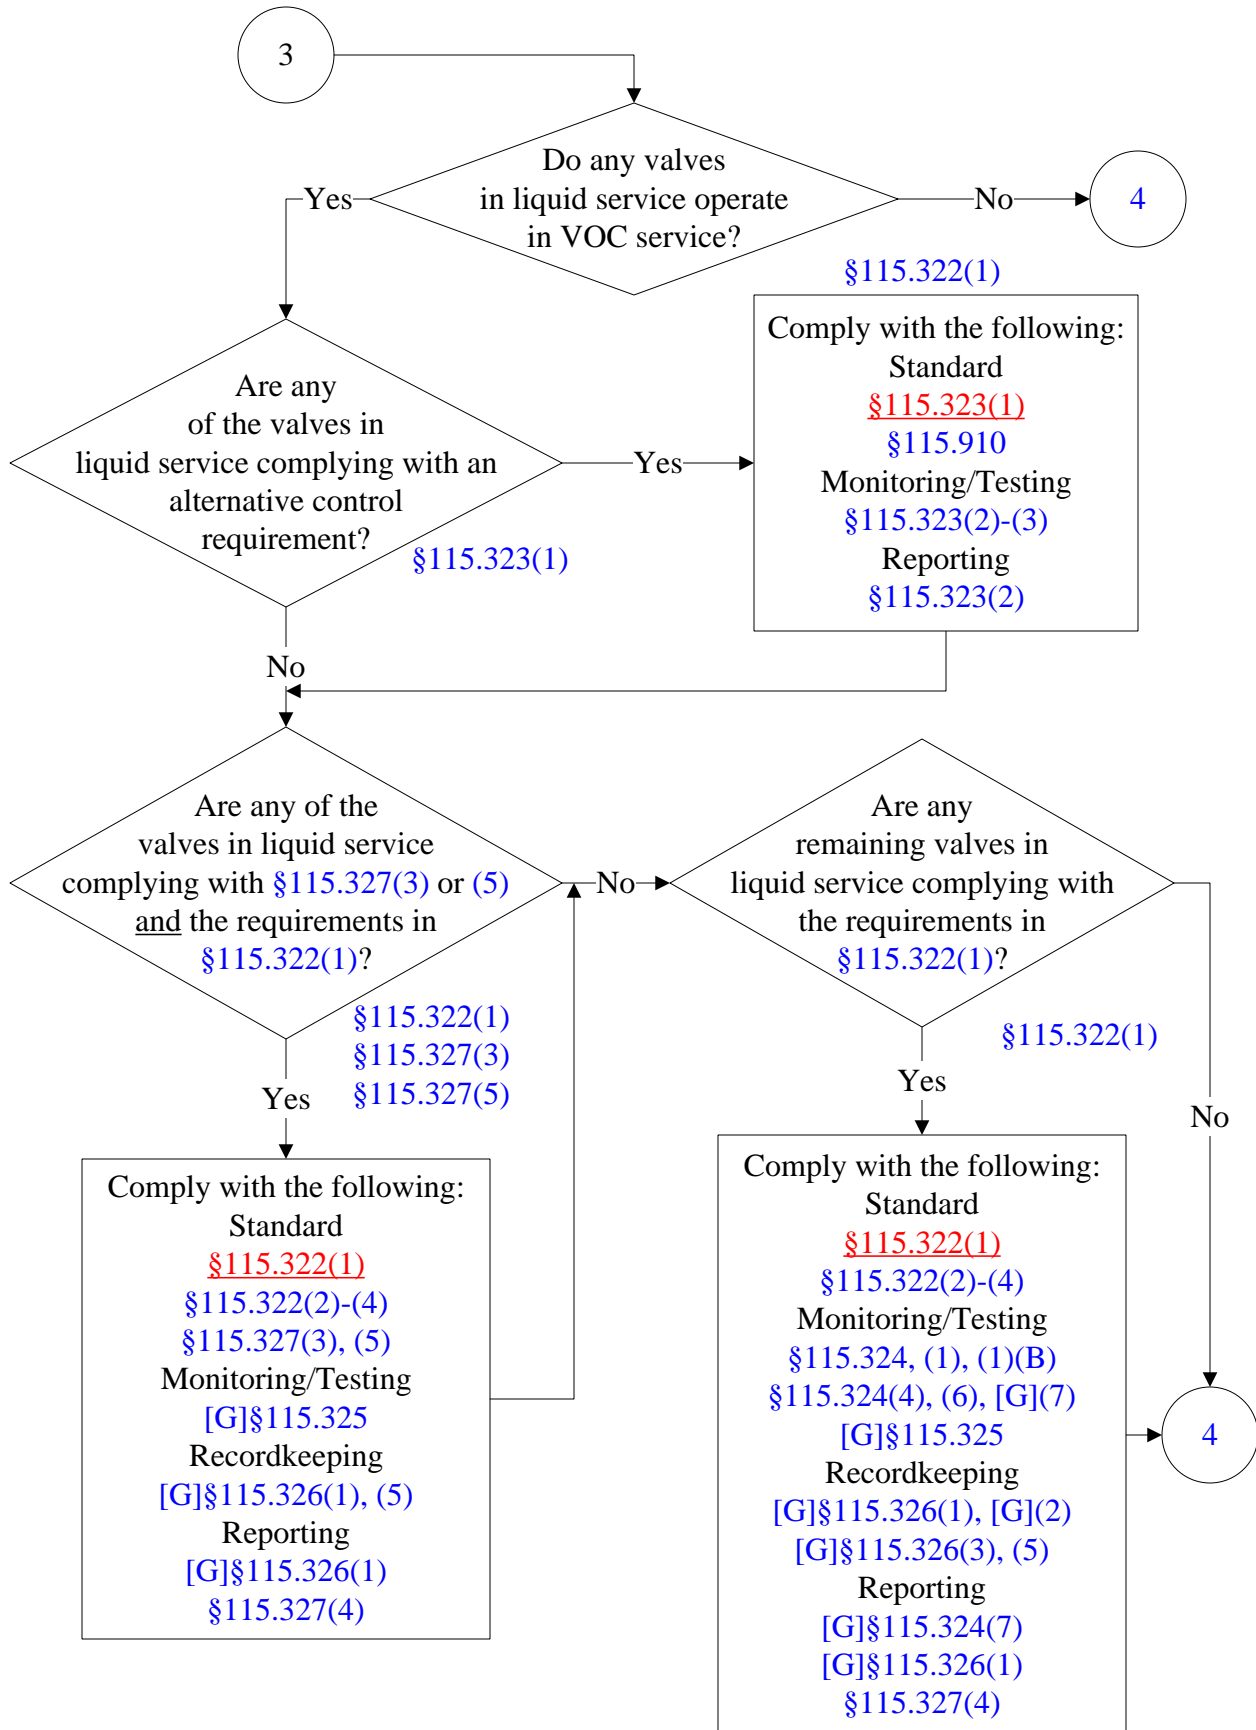 3
Do any valves
in liquid service operate
in VOC service?
Yes
No
4
§115.322(1)
Are any
of the valves in
liquid service complying with an
alternative control
requirement?
§115.323(1)
Yes
Comply with the following:
Standard
§115.323(1)
§115.910
Monitoring/Testing
§115.323(2)-(3)
Reporting
§115.323(2)
No
Are any of the
valves in liquid service
complying with §115.327(3) or (5)
and the requirements in
§115.322(1)?
§115.322(1)
§115.327(3)
§115.327(5)
No
Are any
remaining valves in
liquid service complying with
the requirements in
§115.322(1)?
§115.322(1)
Yes
Comply with the following:
Standard
§115.322(1)
§115.322(2)-(4)
§115.327(3), (5)
Monitoring/Testing
[G]§115.325
Recordkeeping
[G]§115.326(1), (5)
Reporting
[G]§115.326(1)
§115.327(4)
Yes
No
Comply with the following:
Standard
§115.322(1)
§115.322(2)-(4)
Monitoring/Testing
§115.324, (1), (1)(B)
§115.324(4), (6), [G](7)
[G]§115.325
Recordkeeping
[G]§115.326(1), [G](2)
[G]§115.326(3), (5)
Reporting
[G]§115.324(7)
[G]§115.326(1)
§115.327(4)
4